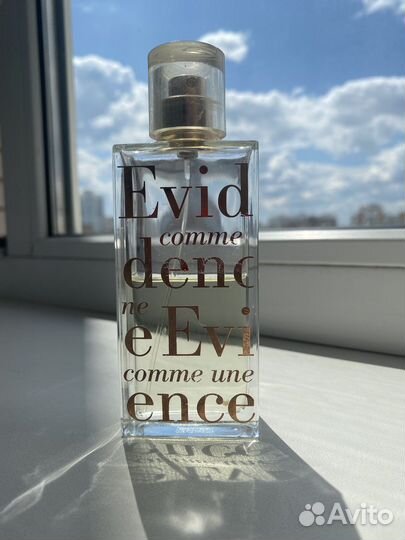 Evid
comme
denc
ne
e Evi
comme une
ence
Avito